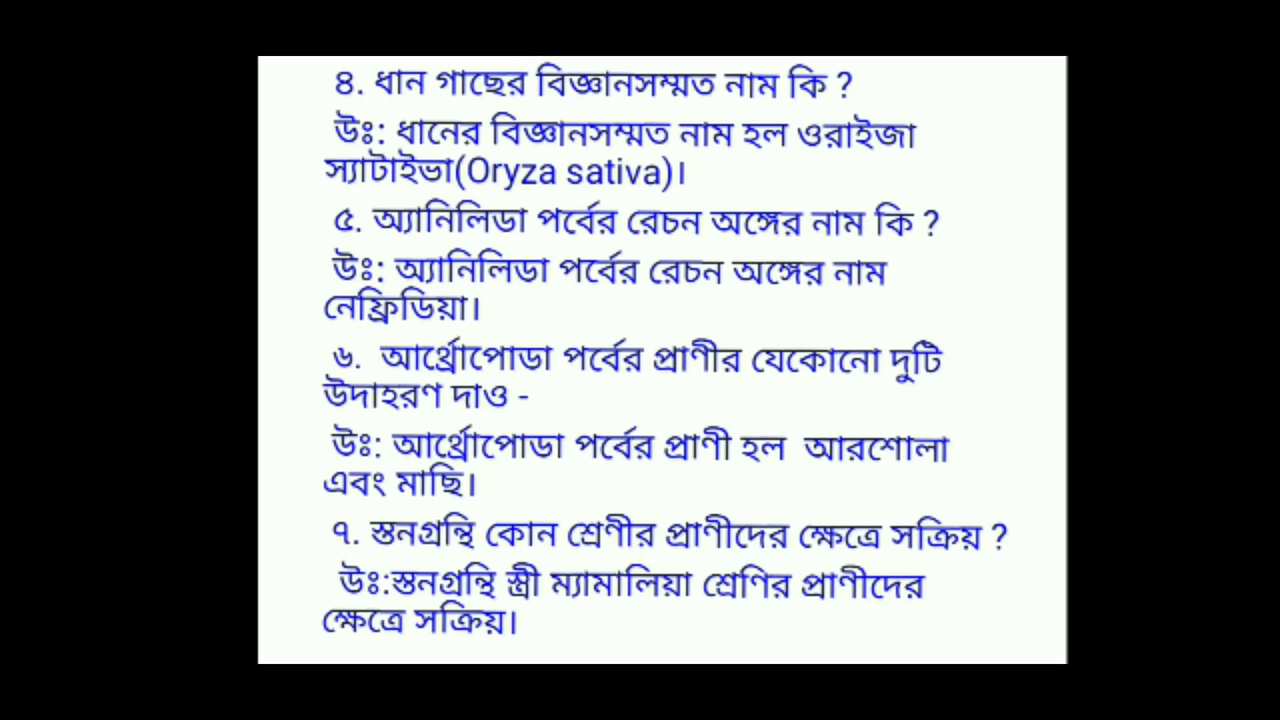 ৪. ধান গাছের বিজ্ঞানসম্মত নাম কি ?
উঃ: ধানের বিজ্ঞানসম্মত নাম হল ওরাইজা
স্যাটাইভা(Oryza sativa)।
৫. অ্যানিলিডা পর্বের রেচন অঙ্গের নাম কি ?
উঃ: অ্যানিলিডা পর্বের রেচন অঙ্গের নাম
নেফ্রিডিয়া।
৬. আর্থ্রোপোডা পর্বের প্রাণীর যেকোনো দুটি
উদাহরণ দাও -
উঃ: আর্থ্রোপোডা পর্বের প্রাণী হল আরশোলা
এবং মাছি।
৭. স্তনগ্রন্থি কোন শ্রেণীর প্রাণীদের ক্ষেত্রে সক্রিয় ?
উঃ:স্তনগ্রন্থি স্ত্রী ম্যামালিয়া শ্রেণির প্রাণীদের
ক্ষেত্রে সক্রিয়।